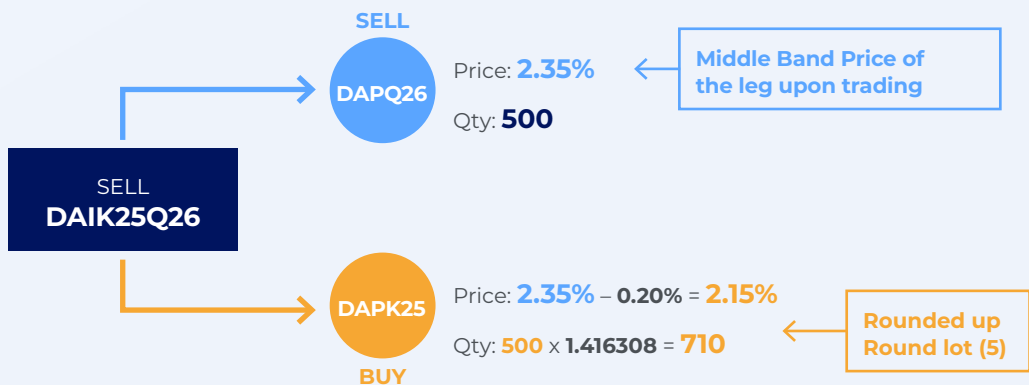 SELL
DAPQ26
Price: 2.35%
Qty: 500
Middle Band Price of
the leg upon trading
SELL
DAIK25Q26
DAPK25
BUY
Price: 2.35% – 0.20% = 2.15%
Qty: 500 x 1.416308 = 710
Rounded up
Round lot (5)